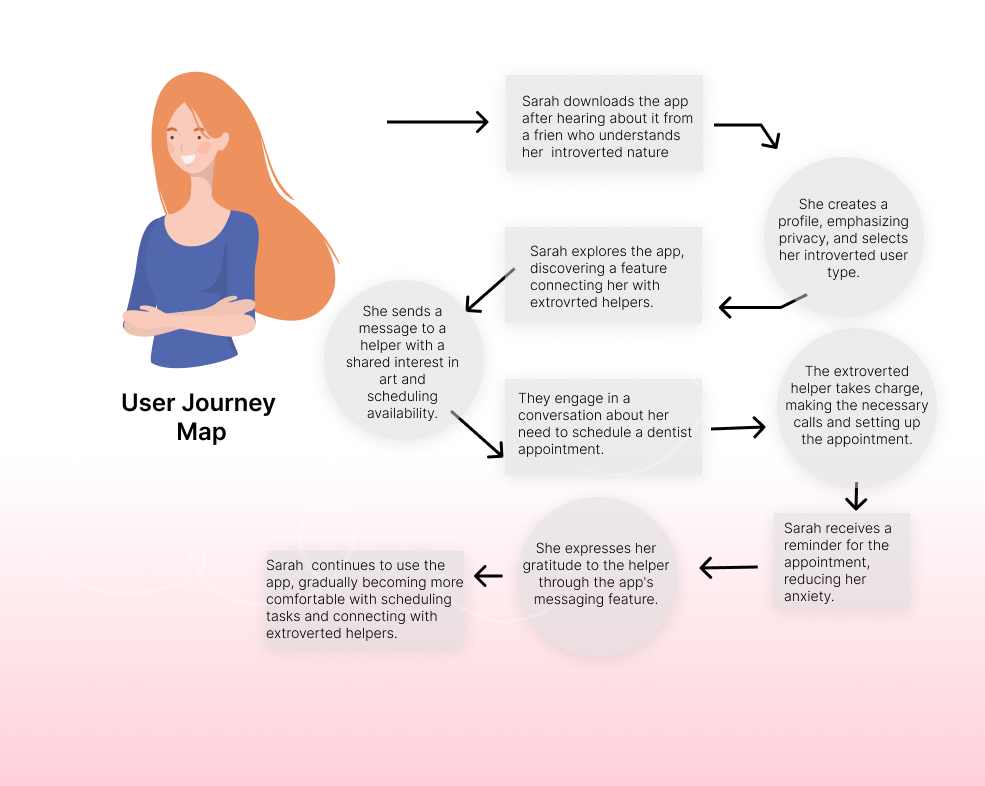 User Journey
Map
Sarah downloads the app
after hearing about it from
a frien who understands
her introverted nature
She creates a
profile, emphasizing
privacy, and selects
her introverted user
type.
Sarah explores the app,
discovering a feature
connecting her with
extrovrted helpers.
She sends a
message to a
helper with a
shared interest in
art and
scheduling
availability.
They engage in a
conversation about her
need to schedule a dentist
appointment.
The extroverted
helper takes charge,
making the necessary
calls and setting up
the appointment.
Sarah receives a
reminder for the
appointment,
reducing her
anxiety.
She expresses her
gratitude to the helper
through the app's
messaging feature.
Sarah continues to use the
app, gradually becoming more
comfortable with scheduling
tasks and connecting with
extroverted helpers.